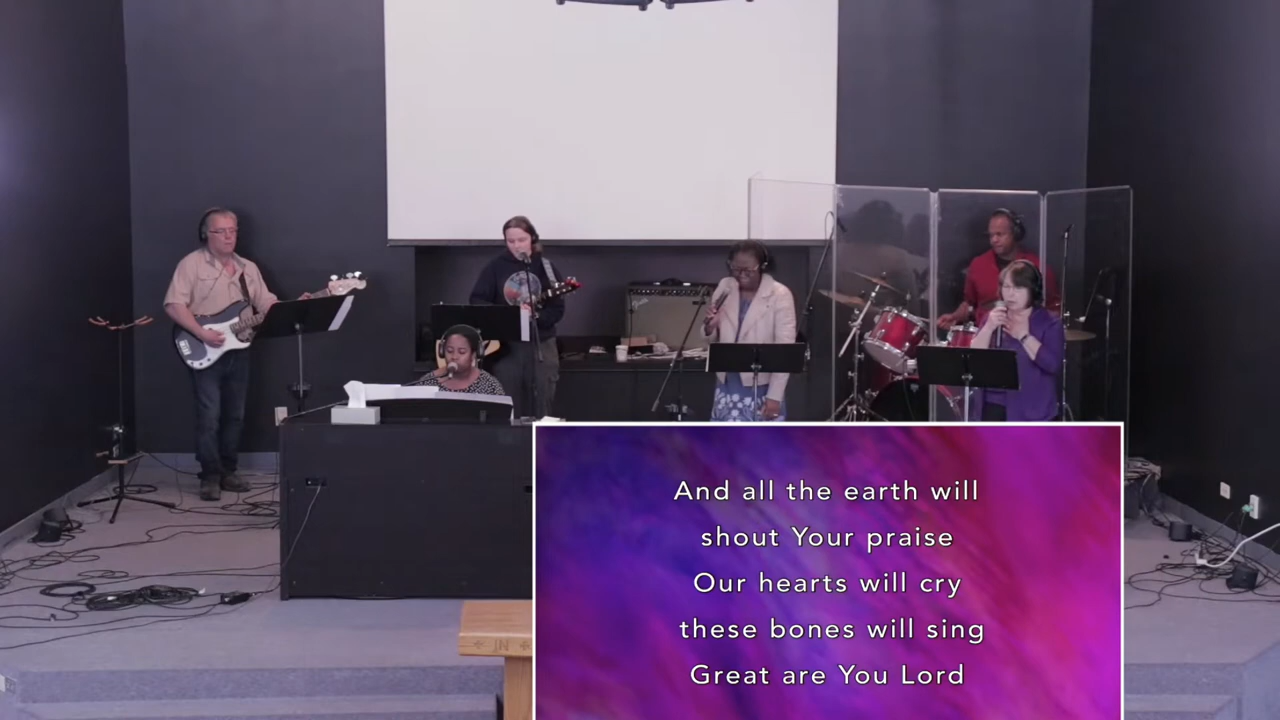 And all the earth will
shout Your praise
Our hearts will cry
these bones will sing
Great are You Lord